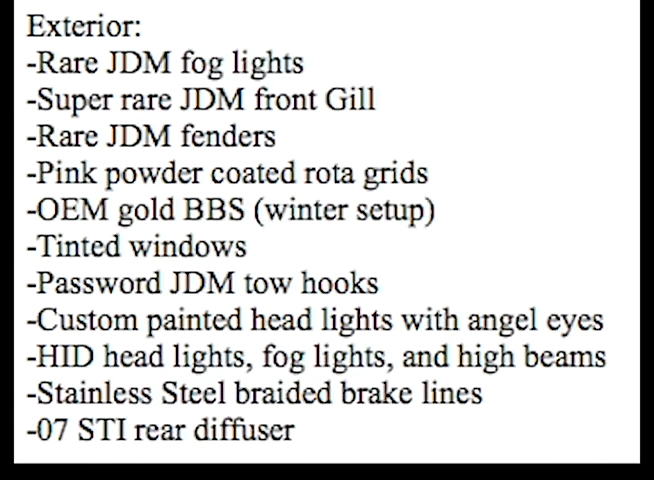 Exterior:
-Rare JDM fog lights
-Super rare JDM front Gill
-Rare JDM fenders
-Pink powder coated rota grids
-OEM gold BBS (winter setup)
-Tinted windows
-Password JDM tow hooks
-Custom painted head lights with angel eyes
-HID head lights, fog lights, and high beams
-Stainless Steel braided brake lines
-07 STI rear diffuser